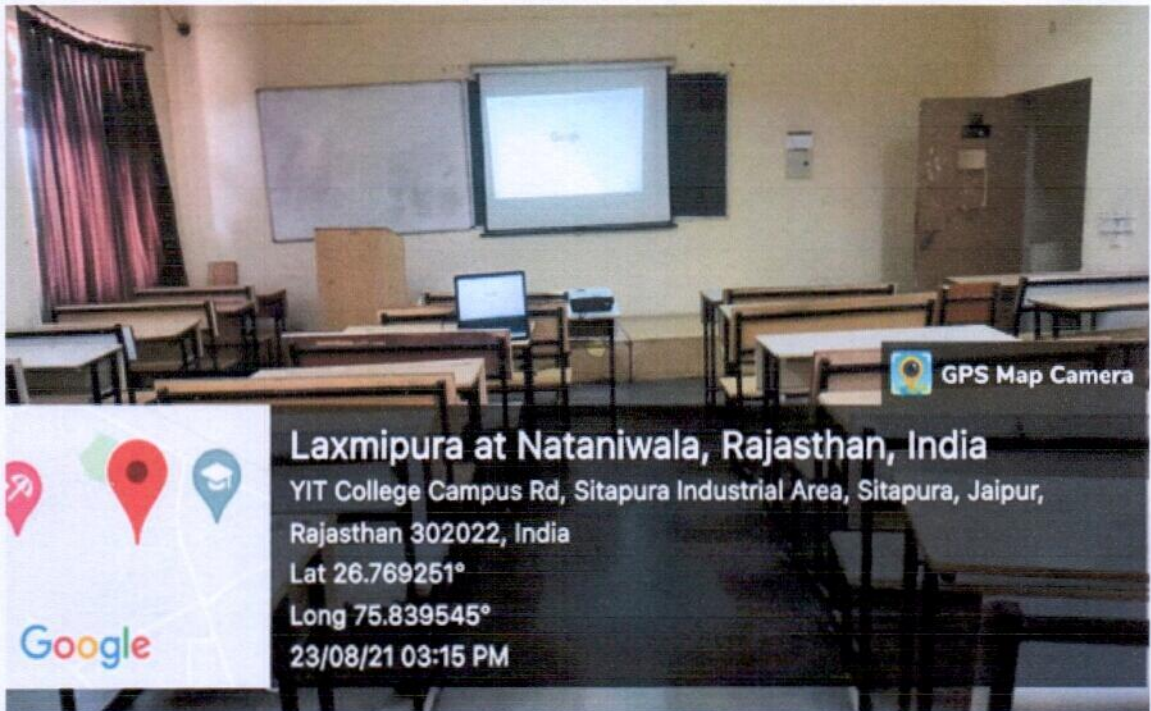 Google
GPS Map Camera
Laxmipura at Nataniwala, Rajasthan, India
YIT College Campus Rd, Sitapura Industrial Area, Sitapura, Jaipur,
Rajasthan 302022, India
Lat 26.769251°
Long 75.839545°
23/08/21 03:15 PM
Google